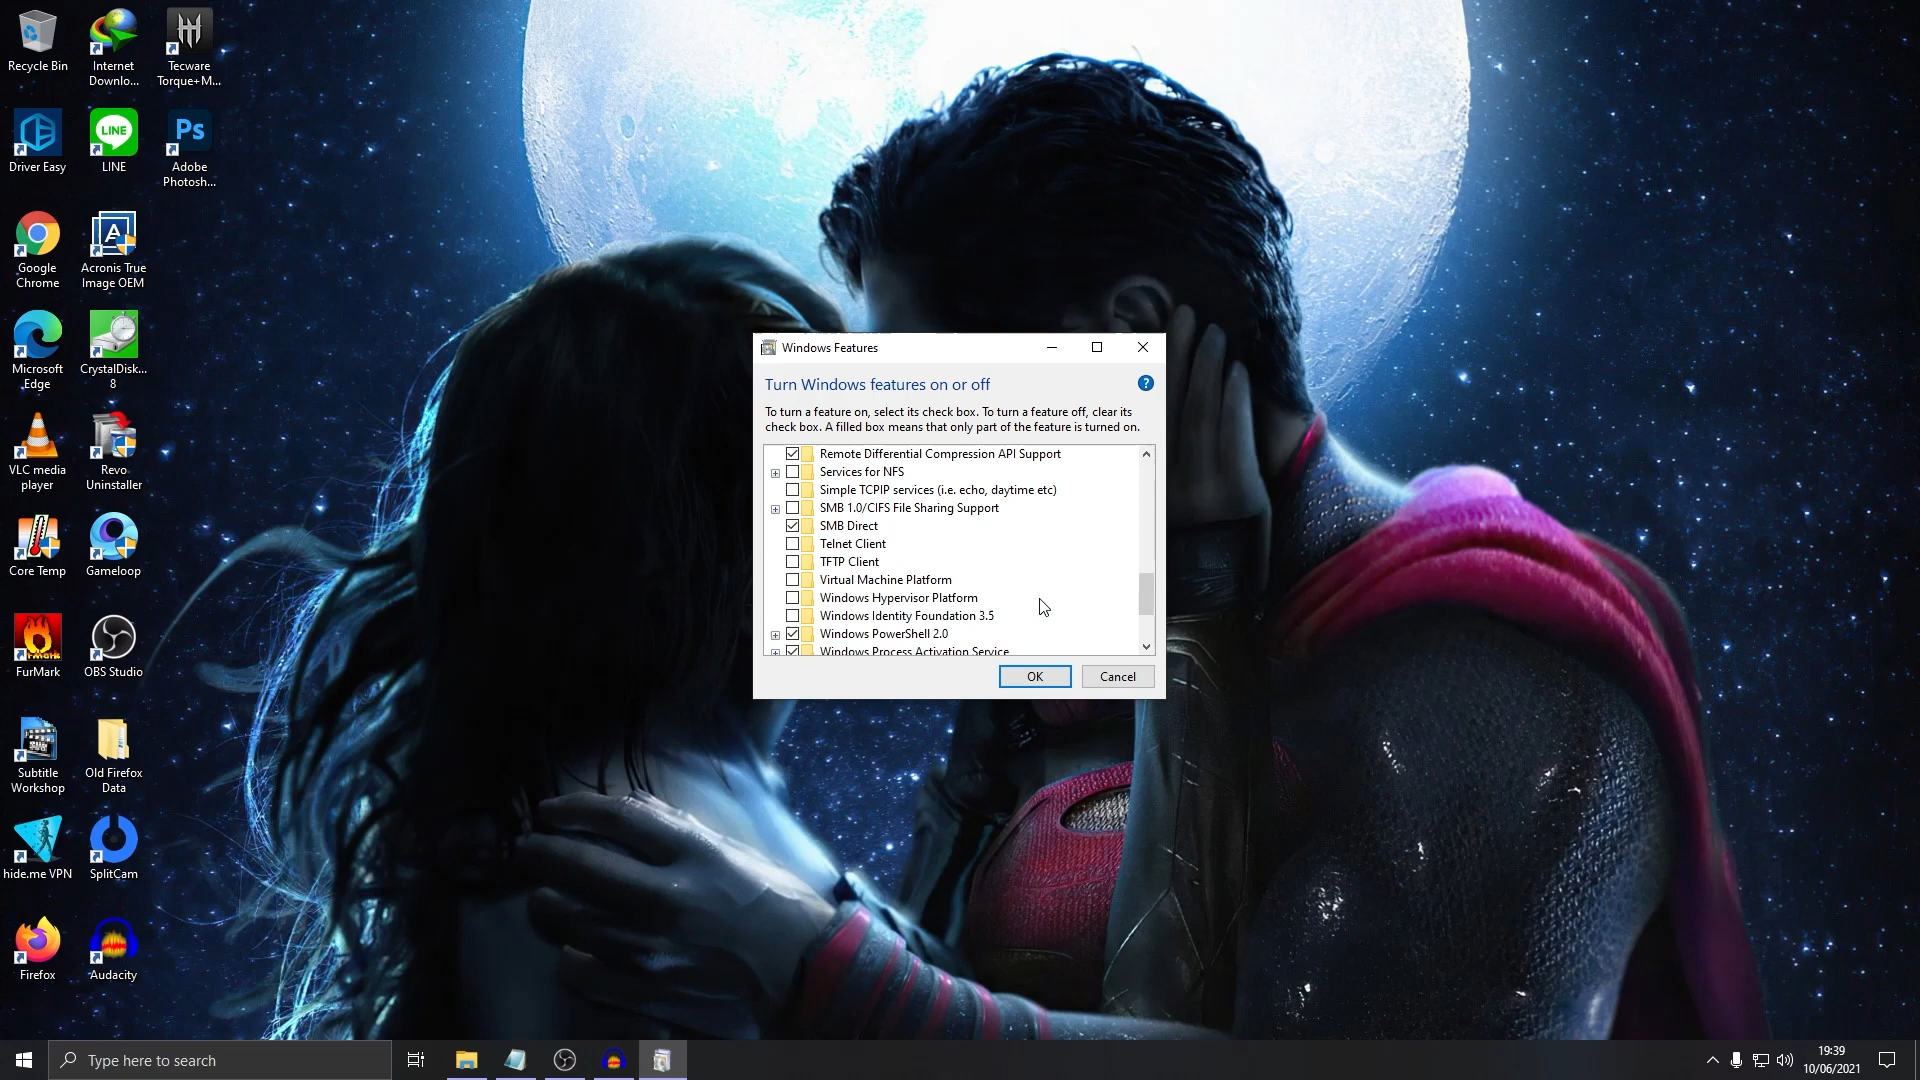 Recycle Bin
Internet
Downlo...
Tecware
Torque+M...
Driver Easy
LINE
LINE
Ps
Adobe
Photosh...
Google
Chrome
A
Acronis True
Image OEM
Microsoft
Edge
CrystalDisk...
8
VLC media
player
Revo
Uninstaller
Core Temp
Gameloop
FurMark
OBS Studio
Subtitle
Workshop
Old Firefox
Data
hide.me VPN
SplitCam
Firefox
Audacity
Windows Features
Turn Windows features on or off
?
To turn a feature on, select its check box. To turn a feature off, clear its
check box. A filled box means that only part of the feature is turned on.
Remote Differential Compression API Support
Services for NFS
Simple TCPIP services (i.e. echo, daytime etc)
SMB 1.0/CIFS File Sharing Support
SMB Direct
Telnet Client
TFTP Client
Virtual Machine Platform
Windows Hypervisor Platform
Windows Identity Foundation 3.5
Windows PowerShell 2.0
Windows Process Activation Service
OK
Cancel
Type here to search
19:39
10/06/2021